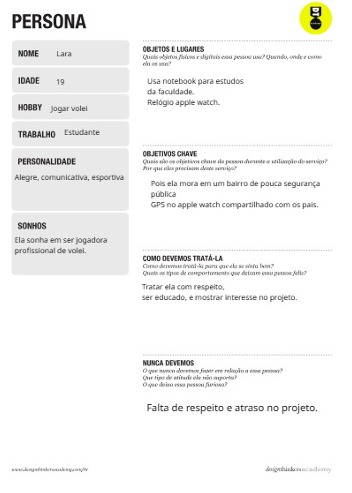 PERSONA
NOME Lara
IDADE 19
HOBBY Jogar volei
TRABALHO Estudante
PERSONALIDADE
Alegre, comunicativa, esportiva
SONHOS
Ela sonha em ser jogadora
profissional de volei.
OBJETOS E LUGARES
Quais objetos físicos e digitais essa pessoa usa? Quando, onde e como
ela os usa?
Usa notebook para estudos
da faculdade.
Relógio apple watch.
OBJETIVOS CHAVE
Quais são os objetivos chave da pessoa durante a utilização do serviço?
Por que eles precisam deste serviço?
Pois ela mora em um bairro de pouca segurança
pública
GPS no apple watch compartilhado com os pais.
COMO DEVEMOS TRATÁ-LA
Como devemos tratá-la para que ela se sinta bem?
Quais os tipos de comportamento que deixam essa pessoa feliz?
Tratar ela com respeito,
ser educado, e mostrar interesse no projeto.
NUNCA DEVEMOS
O que nunca devemos fazer em relação a essa pessoa?
Que tipo de atitude ela não suporta?
O que deixa essa pessoa furiosa?
Falta de respeito e atraso no projeto.
www.designthinkersacademy.com/br
designthinkersacademy